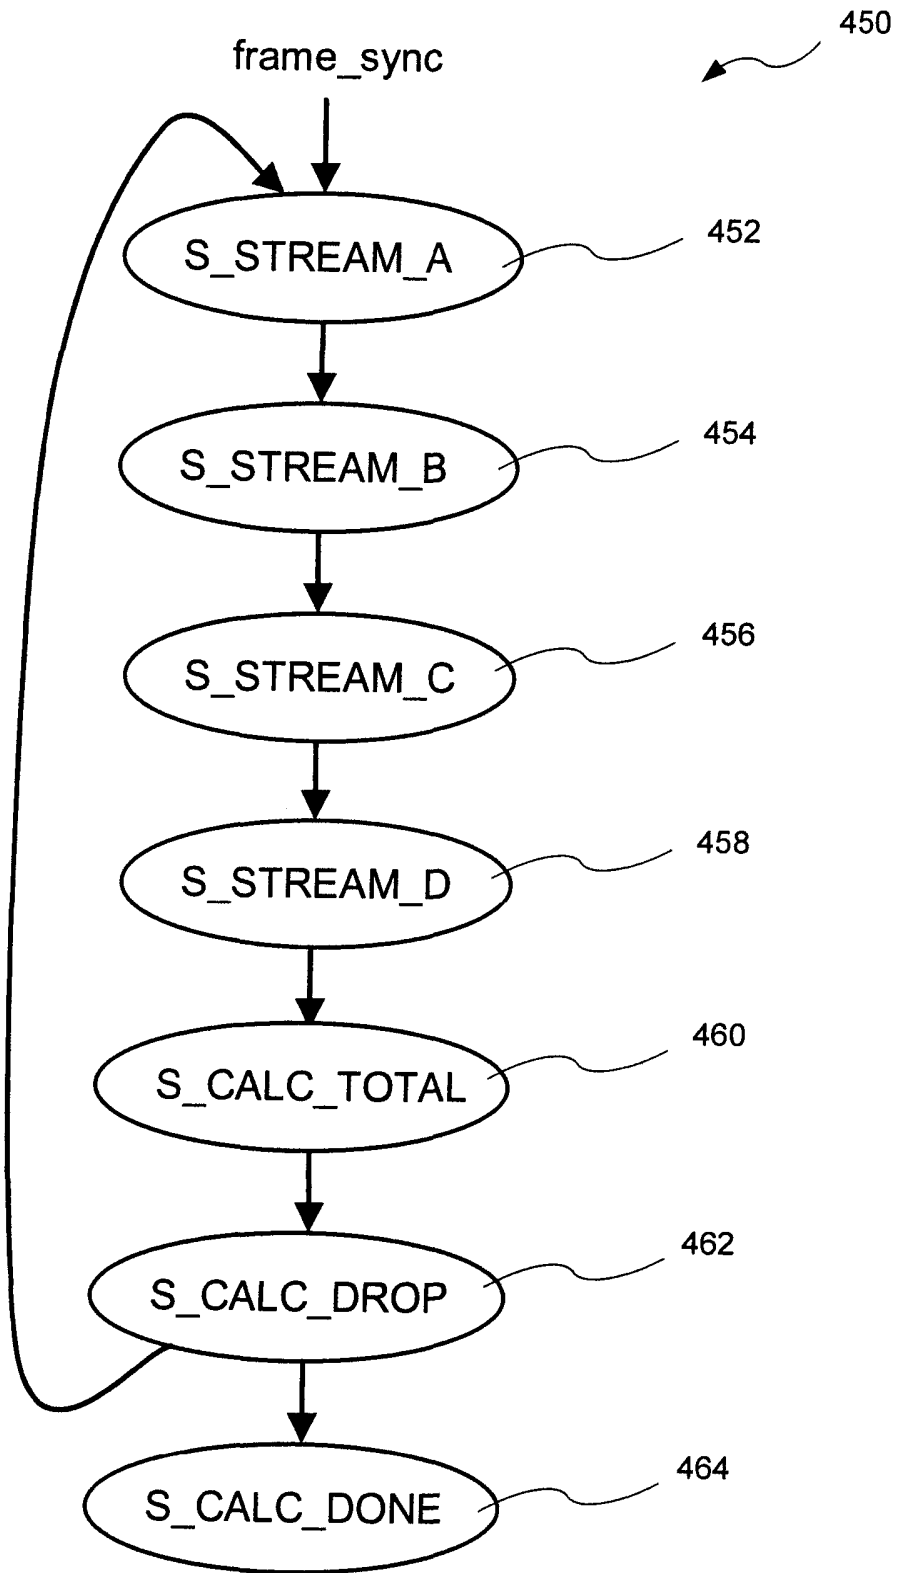 450
frame_sync
S_STREAM_A
452
S_STREAM_B
454
S_STREAM_C
456
S_STREAM_D
458
S_CALC_TOTAL
460
S_CALC_DROP
462
S_CALC_DONE
464